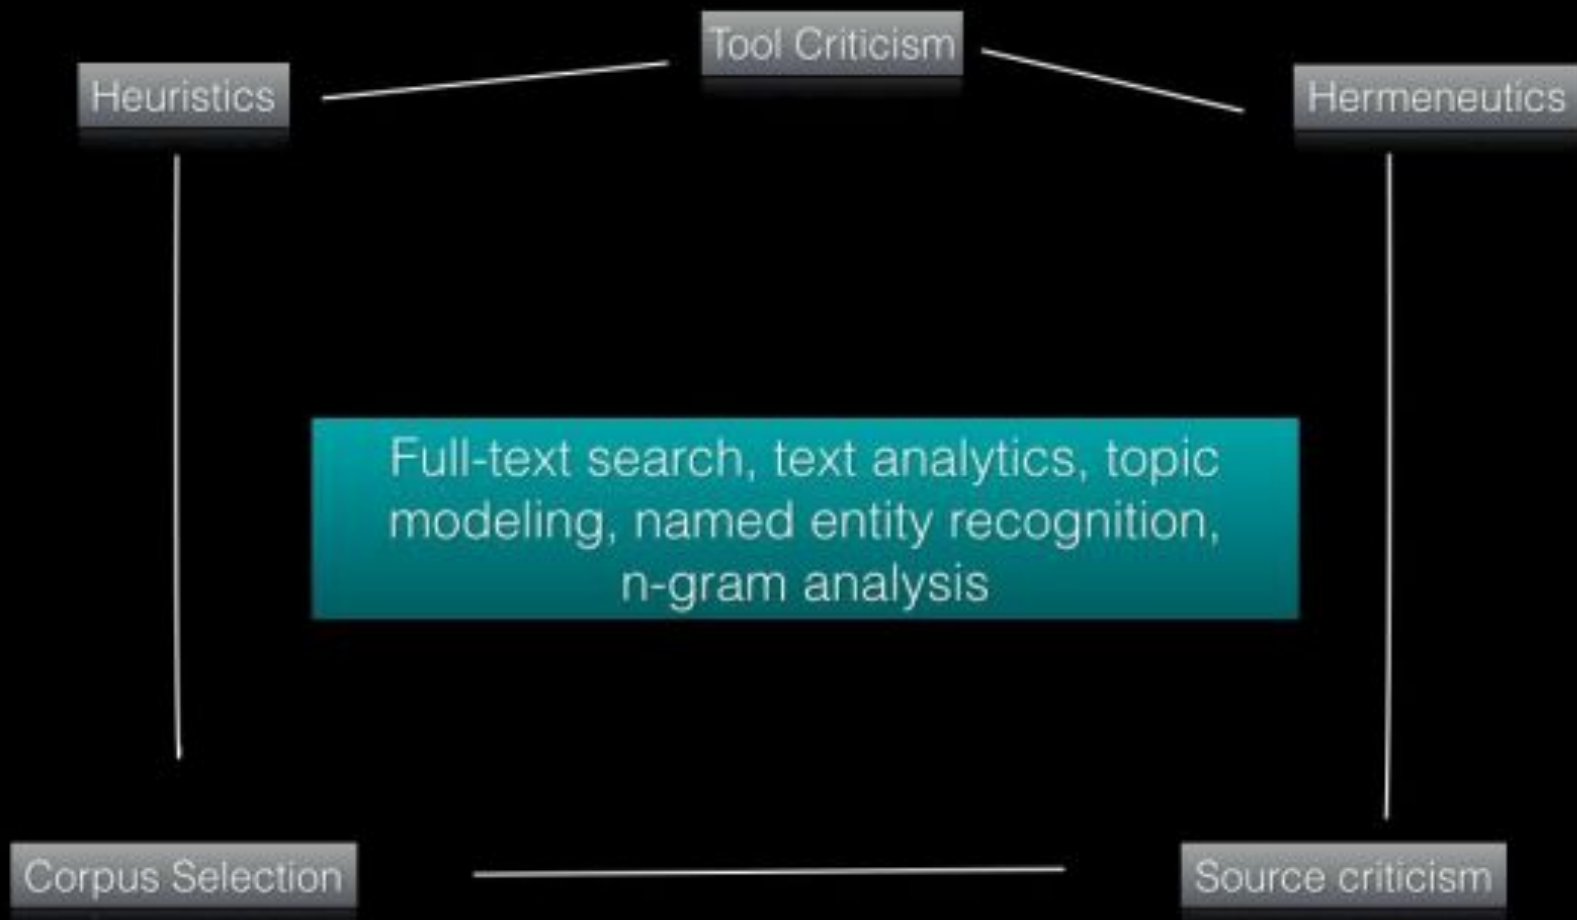 Tool Criticism
Heuristics
Hermeneutics
Full-text search, text analytics, topic
modeling, named entity recognition,
n-gram analysis
Corpus Selection
Source criticism